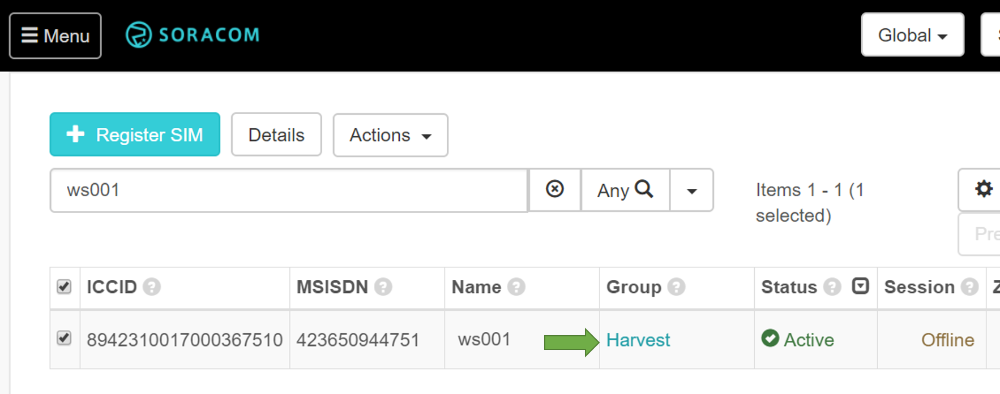 Menu
SORACOM
Global
Register SIM
Details
Actions
ws001
Any
Items 1 - 1 (1
selected)
ICCID ? MSISDN ? Name ? Group ? Status ? Session ?
8942310017000367510 423650944751 ws001 Harvest Active Offline